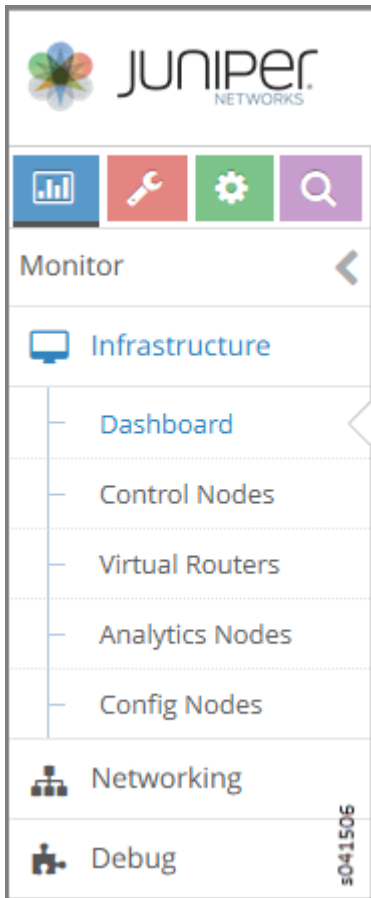 JUNIPER
NETWORKS
Monitor
Infrastructure
Dashboard
Control Nodes
Virtual Routers
Analytics Nodes
Config Nodes
Networking
Debug
s041506